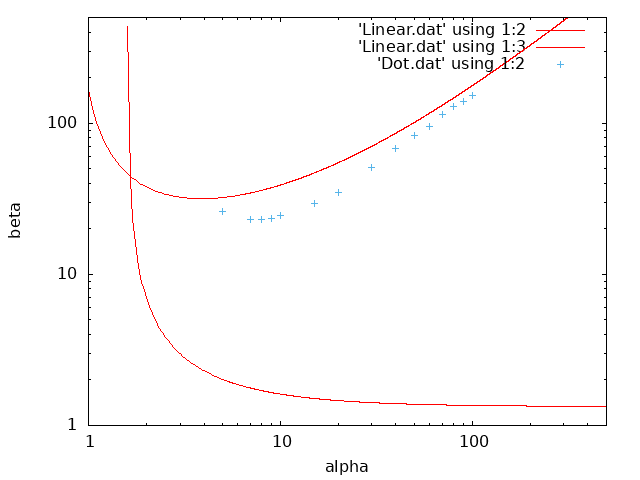 'Linear.dat' using 1:2
'Linear.dat' using 1:3
'Dot.dat' using 1:2
100
10
1
beta
1 10 100
alpha